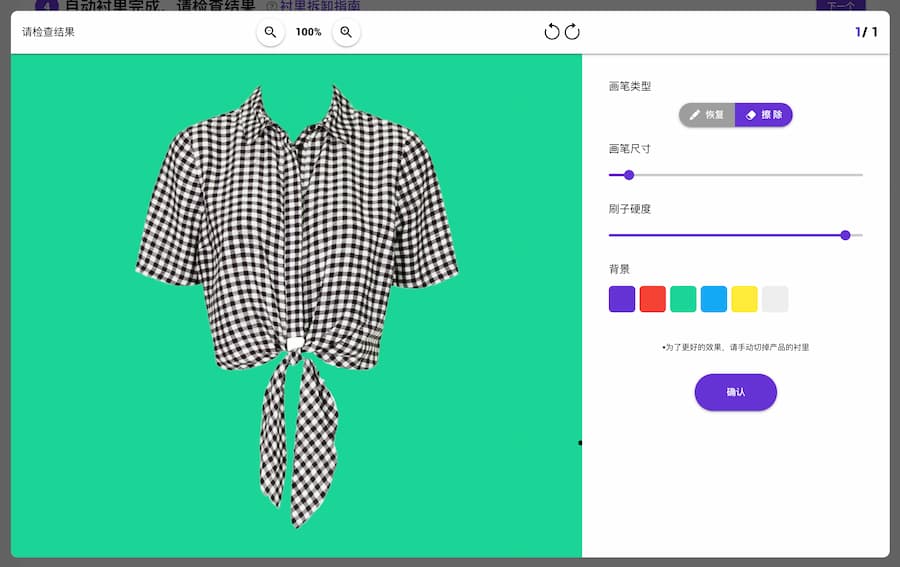 4 自动衬里完成，请检查结果 ? 衬里拆卸指南
下一个
请检查结果
100%
1/ 1
画笔类型
恢复
擦除
画笔尺寸
刷子硬度
背景
•为了更好的效果，请手动切掉产品的衬里
确认